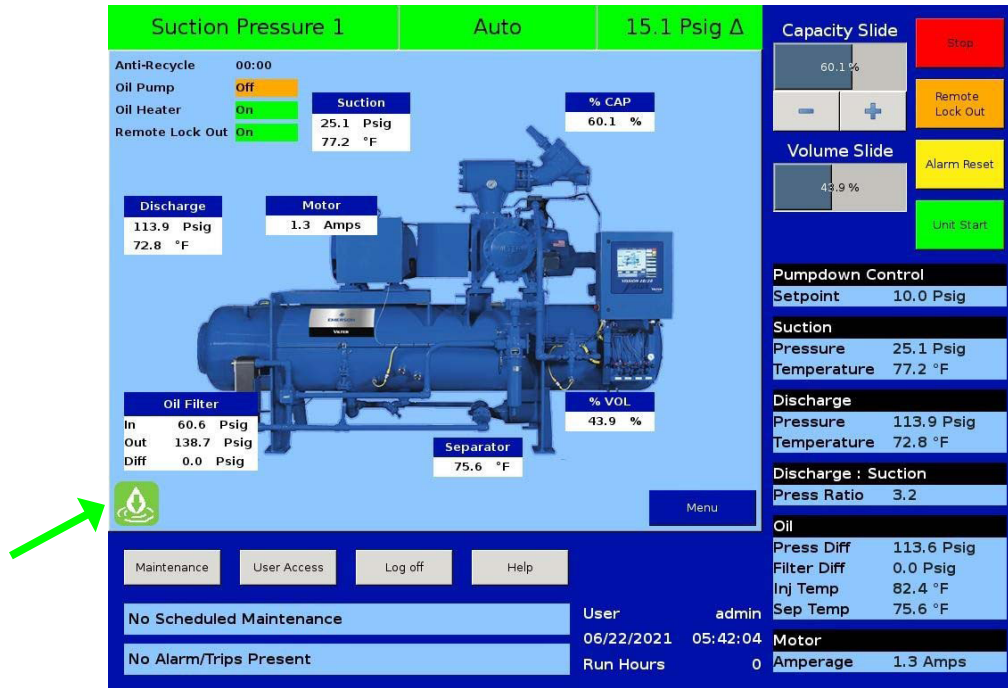 Suction Pressure 1
Auto
15.1 Psig Δ
Anti-Recycle 00:00
Oil Pump Off
Oil Heater On
Remote Lock Out On
Suction
25.1 Psig
77.2 °F
% CAP
60.1 %
Discharge
113.9 Psig
72.8 °F
Motor
1.3 Amps
EMERSON
Oil Filter
In 60.6 Psig
Out 138.7 Psig
Diff 0.0 Psig
% VOL
43.9 %
Separator
75.6 °F
Menu
Maintenance
User Access
Log off
Help
No Scheduled Maintenance
No Alarm/Trips Present
User admin
06/22/2021 05:42:04
Run Hours 0
Capacity Slide
60.1 %
Volume Slide
43.9 %
Stop
Remote
Lock Out
Alarm Reset
Unit Start
Pumpdown Control
Setpoint 10.0 Psig
Suction
Pressure 25.1 Psig
Temperature 77.2 °F
Discharge
Pressure 113.9 Psig
Temperature 72.8 °F
Discharge : Suction
Press Ratio 3.2
Oil
Press Diff 113.6 Psig
Filter Diff 0.0 Psig
Inj Temp 82.4 °F
Sep Temp 75.6 °F
Motor
Amperage 1.3 Amps